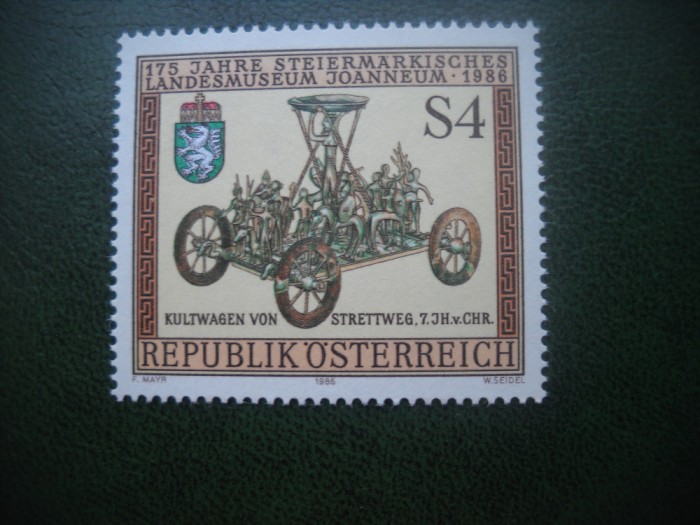 175 JAHRE STEIERMÄRKISCHES
LANDESMUSEUM JOANNEUM · 1986
S4
KULTWAGEN VON STRETTWEG, 7. JH. v. CHR.
REPUBLIK ÖSTERREICH
F. MAYR 1986 W. SEIDEL